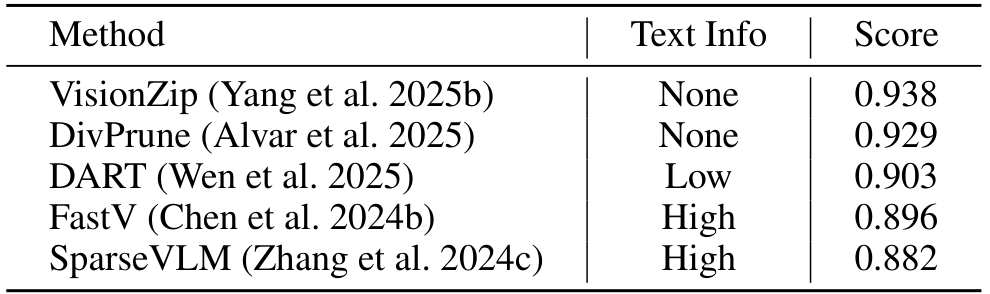 Method Text Info Score
VisionZip (Yang et al. 2025b) None 0.938
DivPrune (Alvar et al. 2025) None 0.929
DART (Wen et al. 2025) Low 0.903
FastV (Chen et al. 2024b) High 0.896
SparseVLM (Zhang et al. 2024c) High 0.882